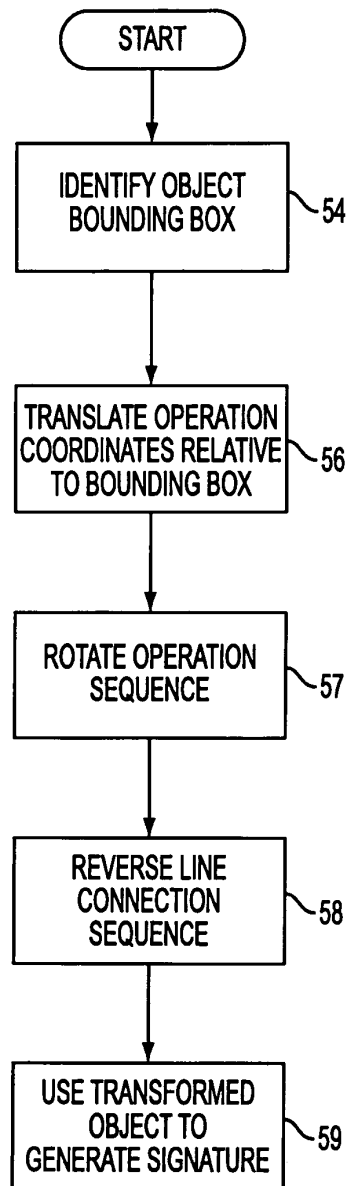 START
IDENTIFY OBJECT
BOUNDING BOX
54
TRANSLATE OPERATION
COORDINATES RELATIVE
TO BOUNDING BOX
56
ROTATE OPERATION
SEQUENCE
57
REVERSE LINE
CONNECTION
SEQUENCE
58
USE TRANSFORMED
OBJECT TO
GENERATE SIGNATURE
59